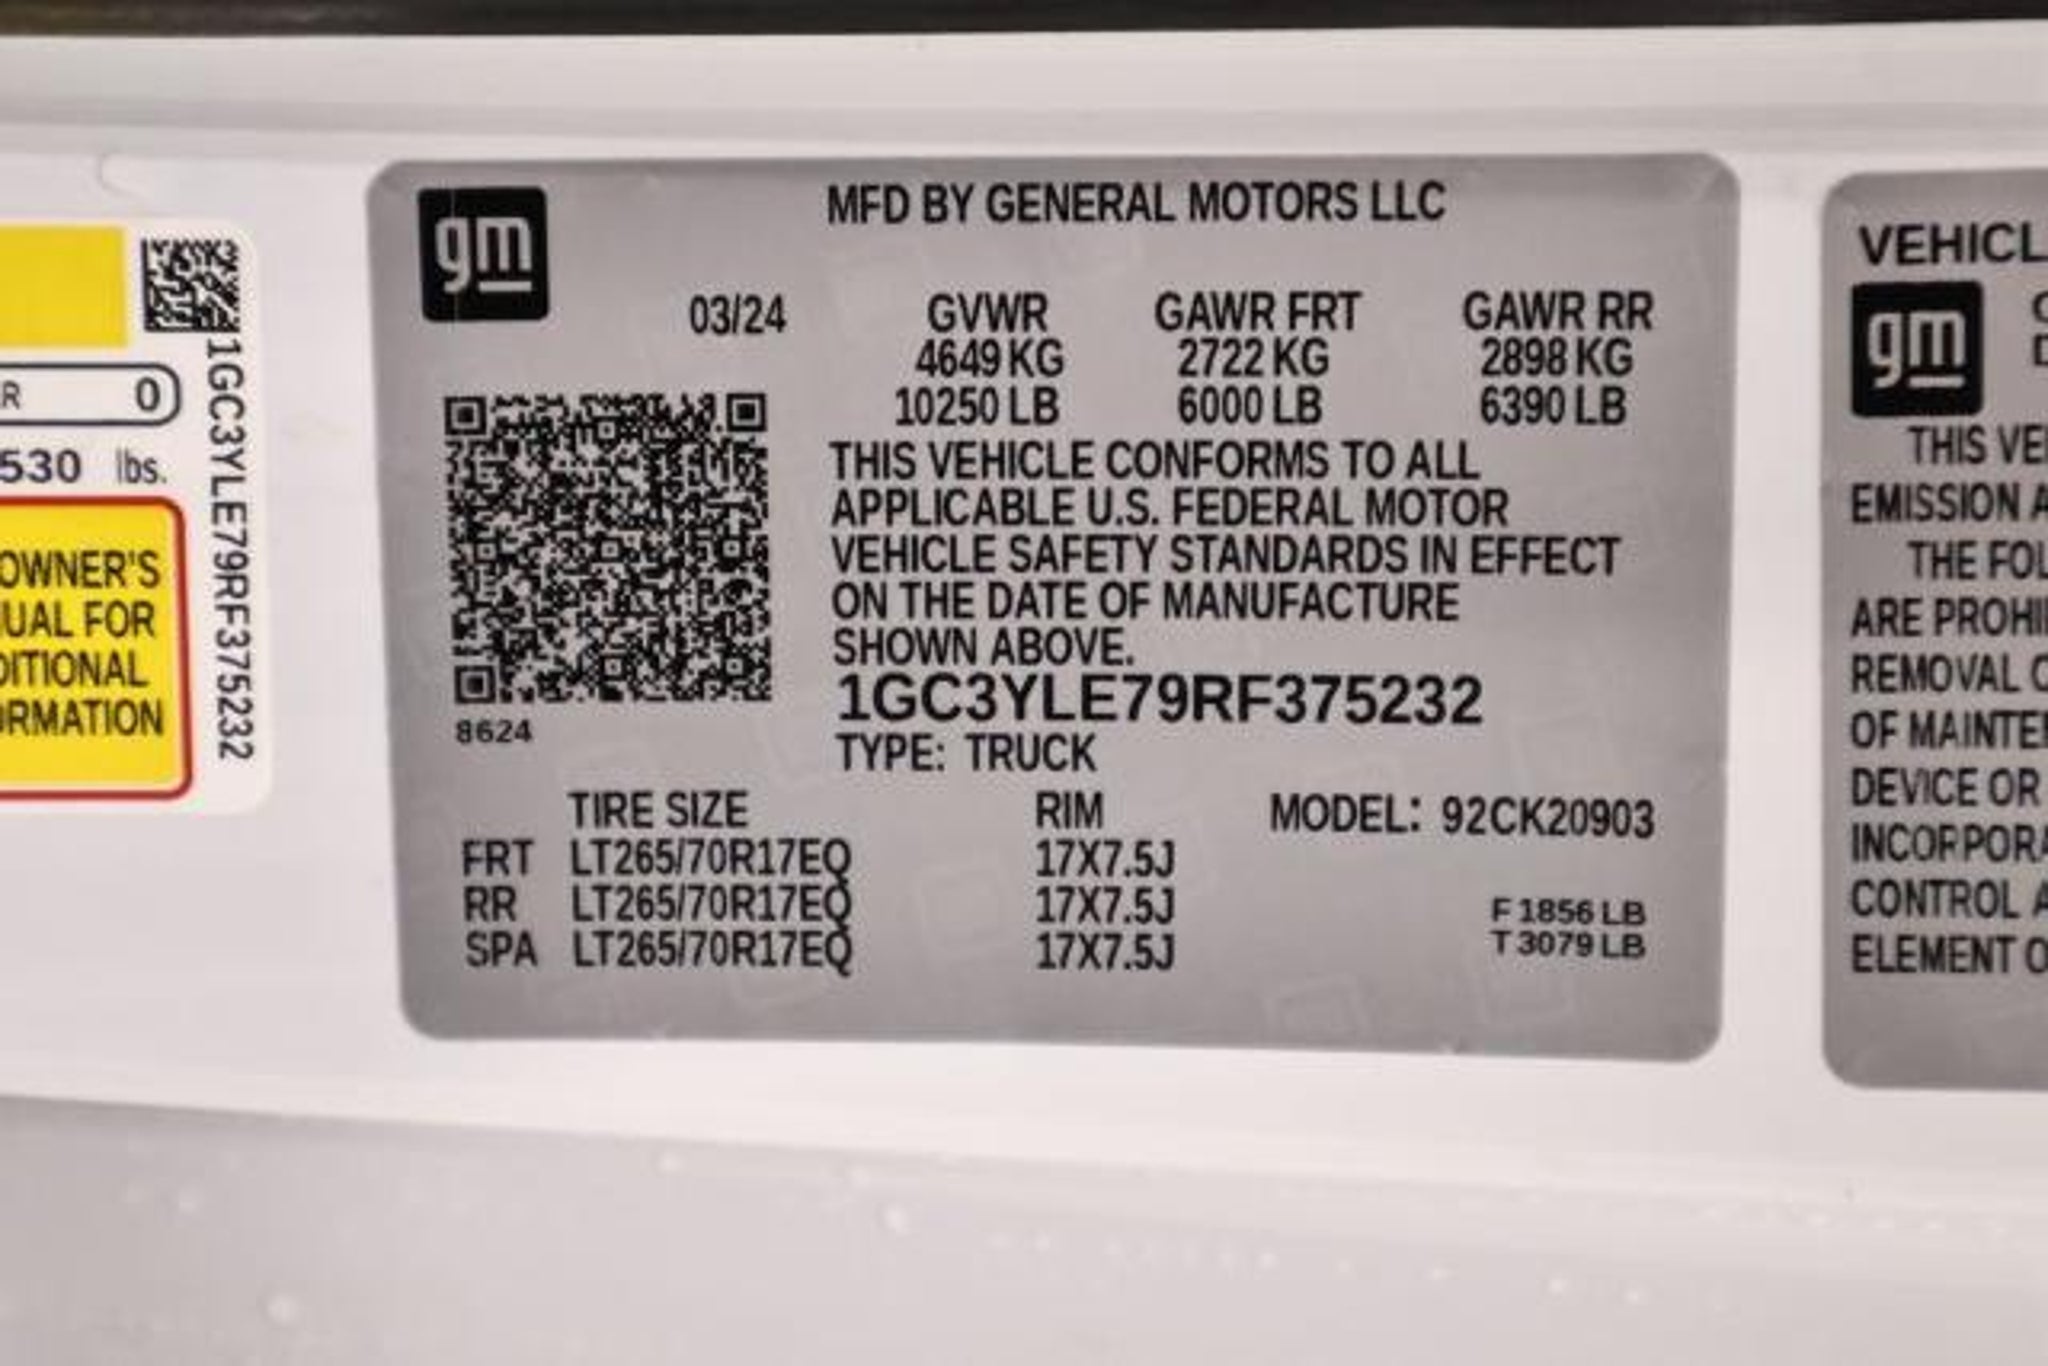 1GC3YLE79RF375232
R 0
530 lbs.
OWNER'S
UAL FOR
DITIONAL
ORMATION
gm
MFD BY GENERAL MOTORS LLC
03/24 GVWR GAWR FRT GAWR RR
4649 KG 2722 KG 2898 KG
10250 LB 6000 LB 6390 LB
THIS VEHICLE CONFORMS TO ALL
APPLICABLE U.S. FEDERAL MOTOR
VEHICLE SAFETY STANDARDS IN EFFECT
ON THE DATE OF MANUFACTURE
SHOWN ABOVE.
1GC3YLE79RF375232
8624
TYPE: TRUCK
TIRE SIZE RIM MODEL: 92CK20903
FRT LT265/70R17EQ 17X7.5J
RR LT265/70R17EQ 17X7.5J
SPA LT265/70R17EQ 17X7.5J
F 1856 LB
T 3079 LB
VEHICL
gm
THIS VE
EMISSION A
THE FOL
ARE PROHI
REMOVAL O
OF MAINTE
DEVICE OR
INCORPORA
CONTROL A
ELEMENT O